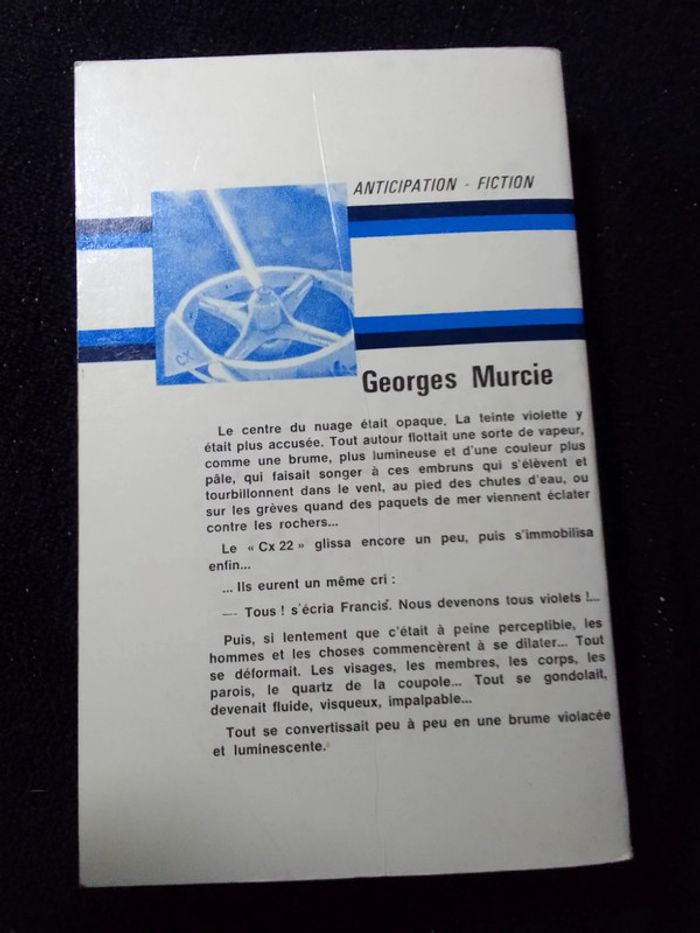 ANTICIPATION - FICTION
CX
Georges Murcie
Le centre du nuage était opaque. La teinte violette y
était plus accusée. Tout autour flottait une sorte de vapeur,
comme une brume, plus lumineuse et d'une couleur plus
pâle, qui faisait songer à ces embruns qui s'élèvent et
tourbillonnent dans le vent, au pied des chutes d'eau, ou
sur les grèves quand des paquets de mer viennent éclater
contre les rochers...
Le « Cx 22 » glissa encore un peu, puis s'immobilisa
enfin...
... Ils eurent un même cri :
— Tous ! s'écria Francis. Nous devenons tous violets !...
Puis, si lentement que c'était à peine perceptible, les
hommes et les choses commencèrent à se dilater... Tout
se déformait. Les visages, les membres, les corps, les
parois, le quartz de la coupole... Tout se gondolait,
devenait fluide, visqueux, impalpable...
Tout se convertissait peu à peu en une brume violacée
et luminescente.